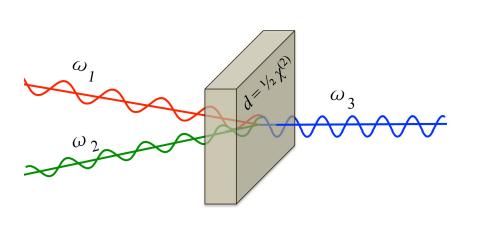 ω1
d = ½ χ(2)
ω3
ω2